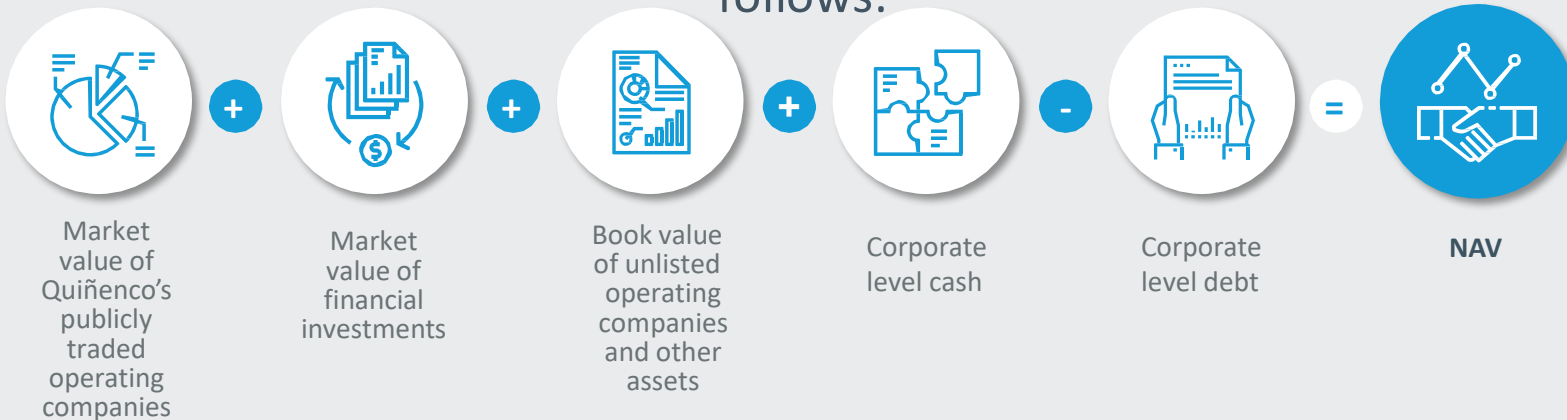 follows:
+
+
+
-
=
Market
value of
Quiñenco’s
publicly
traded
operating
companies
Market
value of
financial
investments
Book value
of unlisted
operating
companies
and other
assets
Corporate
level cash
Corporate
level debt
NAV